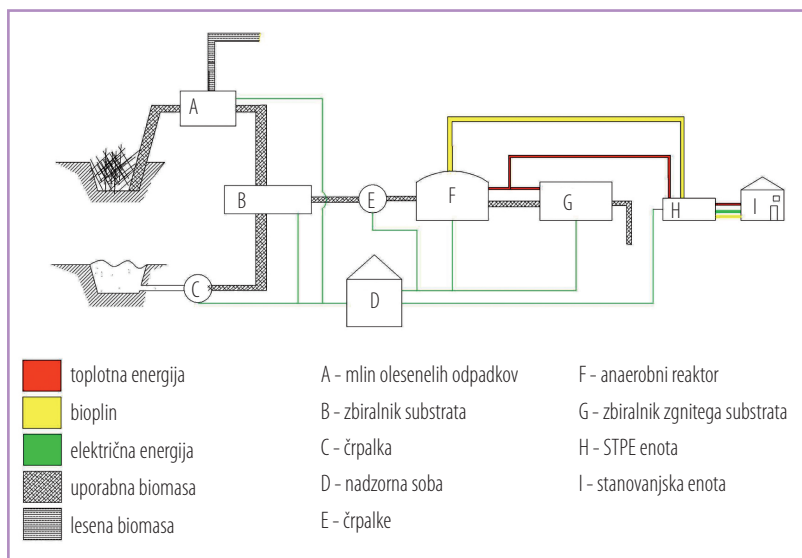 A
B
C
D
E
F
G
H
I
toplotna energija
bioplin
električna energija
uporabna biomasa
lesena biomasa
A - mlin olesenelih odpadkov
B - zbiralnik substrata
C - črpalka
D - nadzorna soba
E - črpalke
F - anaerobni reaktor
G - zbiralnik zgnitega substrata
H - STPE enota
I - stanovanjska enota